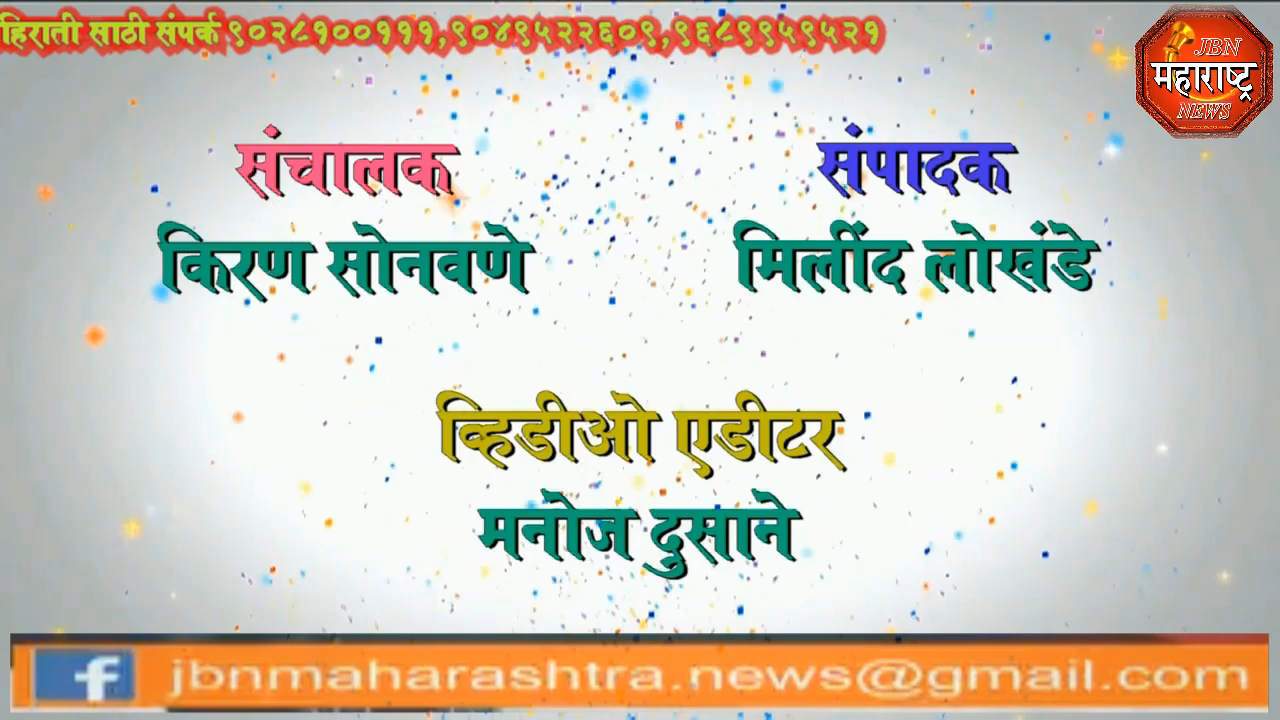 हिराती साठी संपर्क ९०२८१००१११,९०४९५२२६०९,९६८९९५९५२१
JBN
महाराष्ट्र
NEWS
संचालक
किरण सोनवणे
संपादक
मिलींद लोखंडे
व्हिडीओ एडीटर
मनोज दुसाने
f jbnmaharashtra.news@gmail.com